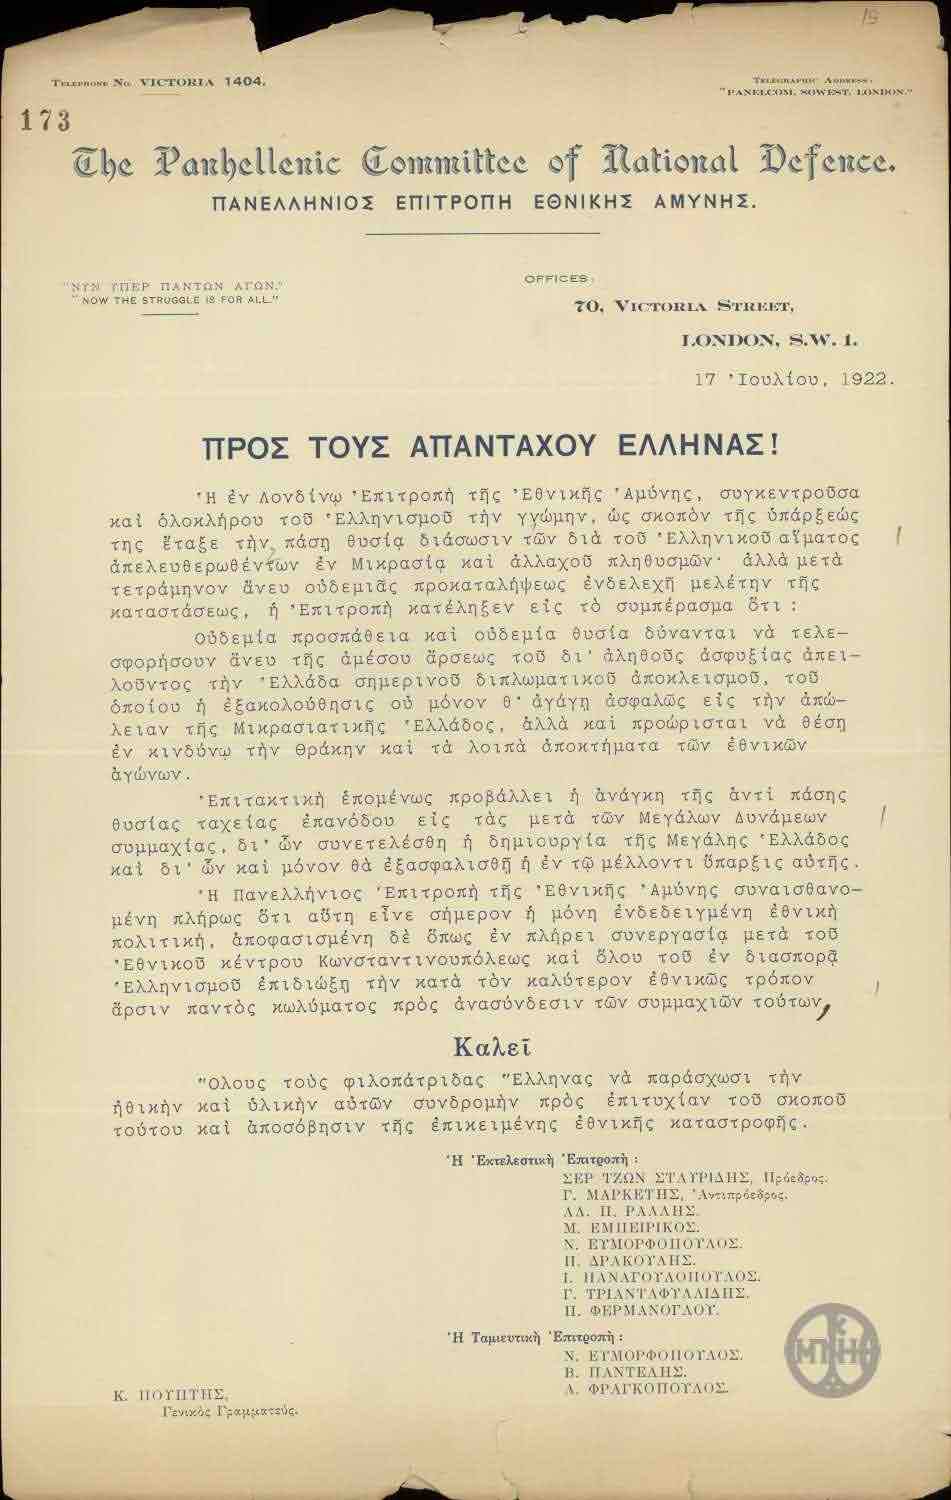 15
TELEPHONE NO. VICTORIA 1404.
TELEGRAPHIC ADDRESS:
"PANELCOM, SOWEST, LONDON."
173
The Panhellenic Committee of National Defence.
ΠΑΝΕΛΛΗΝΙΟΣ ΕΠΙΤΡΟΠΗ ΕΘΝΙΚΗΣ ΑΜΥΝΗΣ.
"ΝΥΝ ΥΠΕΡ ΠΑΝΤΩΝ ΑΓΩΝ."
"NOW THE STRUGGLE IS FOR ALL."
OFFICES:
70, VICTORIA STREET,
LONDON, S.W. 1.
17 Ἰουλίου, 1922.
ΠΡΟΣ ΤΟΥΣ ΑΠΑΝΤΑΧΟΥ ΕΛΛΗΝΑΣ!
Ἡ ἐν Λονδίνῳ Ἐπιτροπὴ τῆς Ἐθνικῆς Ἀμύνης, συγκεντροῦσα
καὶ ὁλοκλήρου τοῦ Ἑλληνισμοῦ τὴν γνώμην, ὡς σκοπὸν τῆς ὑπάρξεώς
της ἔταξε τὴν πάσῃ θυσίᾳ διάσωσιν τῶν διὰ τοῦ Ἑλληνικοῦ αἵματος
ἀπελευθερωθέντων ἐν Μικρασίᾳ καὶ ἀλλαχοῦ πληθυσμῶν· ἀλλὰ μετὰ
τετράμηνον ἄνευ οὐδεμιᾶς προκαταλήψεως ἐνδελεχῆ μελέτην τῆς
καταστάσεως, ἡ Ἐπιτροπὴ κατέληξεν εἰς τὸ συμπέρασμα ὅτι :
Οὐδεμία προσπάθεια καὶ οὐδεμία θυσία δύνανται νὰ τελε-
σφορήσουν ἄνευ τῆς ἀμέσου ἄρσεως τοῦ δι' ἀληθοῦς ἀσφυξίας ἀπει-
λοῦντος τὴν Ἑλλάδα σημερινοῦ διπλωματικοῦ ἀποκλεισμοῦ, τοῦ
ὁποίου ἡ ἐξακολούθησις οὐ μόνον θ' ἀγάγῃ ἀσφαλῶς εἰς τὴν ἀπώ-
λειαν τῆς Μικρασιατικῆς Ἑλλάδος, ἀλλὰ καὶ προώρισται νὰ θέσῃ
ἐν κινδύνῳ τὴν Θράκην καὶ τὰ λοιπὰ ἀποκτήματα τῶν ἐθνικῶν
ἀγώνων.
Ἐπιτακτικὴ ἑπομένως προβάλλει ἡ ἀνάγκη τῆς ἀντὶ πάσης
θυσίας ταχείας ἐπανόδου εἰς τὰς μετὰ τῶν Μεγάλων Δυνάμεων
συμμαχίας, δι' ὧν συνετελέσθη ἡ δημιουργία τῆς Μεγάλης Ἑλλάδος
καὶ δι' ὧν καὶ μόνον θὰ ἐξασφαλισθῇ ἡ ἐν τῷ μέλλοντι ὕπαρξις αὐτῆς.
Ἡ Πανελλήνιος Ἐπιτροπὴ τῆς Ἐθνικῆς Ἀμύνης συναισθανο-
μένη πλήρως ὅτι αὕτη εἶνε σήμερον ἡ μόνη ἐνδεδειγμένη ἐθνικὴ
πολιτική, ἀποφασισμένη δὲ ὅπως ἐν πλήρει συνεργασίᾳ μετὰ τοῦ
Ἐθνικοῦ κέντρου Κωνσταντινουπόλεως καὶ ὅλου τοῦ ἐν διασπορᾷ
Ἑλληνισμοῦ ἐπιδιώξῃ τὴν κατὰ τὸν καλύτερον ἐθνικῶς τρόπον
ἄρσιν παντὸς κωλύματος πρὸς ἀνασύνδεσιν τῶν συμμαχιῶν τούτων,
Καλεῖ
Ὅλους τοὺς φιλοπάτριδας Ἕλληνας νὰ παράσχωσι τὴν
ἠθικὴν καὶ ὑλικὴν αὐτῶν συνδρομὴν πρὸς ἐπιτυχίαν τοῦ σκοποῦ
τούτου καὶ ἀποσόβησιν τῆς ἐπικειμένης ἐθνικῆς καταστροφῆς.
Ἡ Ἐκτελεστικὴ Ἐπιτροπή :
ΣΕΡ ΤΖΩΝ ΣΤΑΥΡΙΔΗΣ, Πρόεδρος.
Γ. ΜΑΡΚΕΤΗΣ, Ἀντιπρόεδρος.
ΑΛ. Π. ΡΑΛΛΗΣ.
Μ. ΕΜΠΕΙΡΙΚΟΣ.
Ν. ΕΥΜΟΡΦΟΠΟΥΛΟΣ.
Π. ΔΡΑΚΟΥΛΗΣ.
Ι. ΠΑΝΑΓΟΥΛΟΠΟΥΛΟΣ.
Γ. ΤΡΙΑΝΤΑΦΥΛΛΙΔΗΣ.
Π. ΦΕΡΜΑΝΟΓΛΟΥ.
Ἡ Ταμιευτικὴ Ἐπιτροπή :
Ν. ΕΥΜΟΡΦΟΠΟΥΛΟΣ.
Β. ΠΑΝΤΕΛΗΣ.
Α. ΦΡΑΓΚΟΠΟΥΛΟΣ.
Κ. ΠΟΥΠΤΗΣ,
Γενικὸς Γραμματεύς.